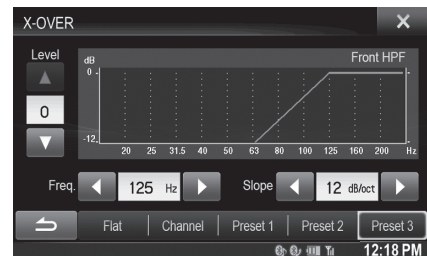 X-OVER
Level
dB
Front HPF
0
0
-12
20 25 31.5 40 50 63 80 100 125 160 200 Hz
Freq. 125 Hz Slope 12 dB/oct
Flat Channel Preset 1 Preset 2 Preset 3
12:18 PM